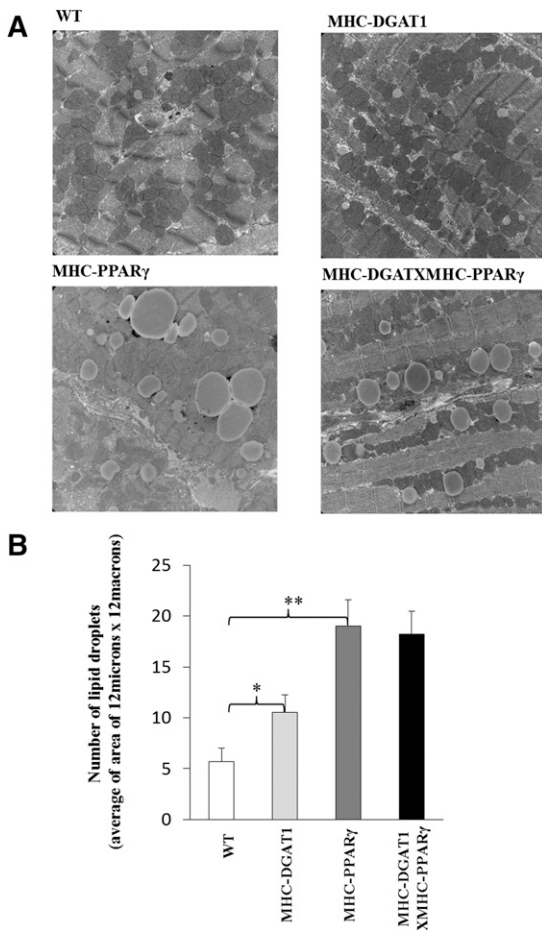 A
WT
MHC-DGAT1
MHC-PPARγ
MHC-DGATXMHC-PPARγ
B
Number of lipid droplets
(average of area of 12microns x 12macrons)
25
20
15
10
5
0
*
**
WT
MHC-DGAT1
MHC-PPARγ
MHC-DGAT1
XMHC-PPARγ